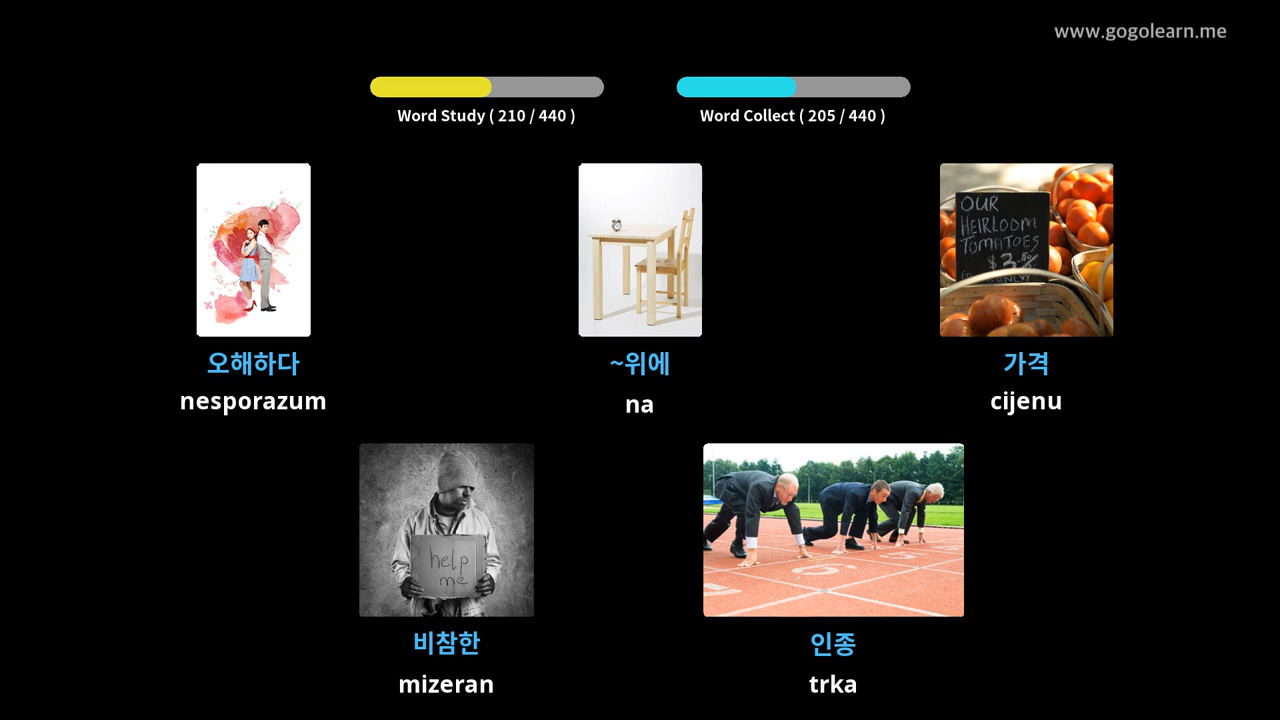 www.gogolearn.me
Word Study ( 210 / 440 )
Word Collect ( 205 / 440 )
OUR
HEIRLOOM
TOMATOES
오해하다
~위에
가격
nesporazum
na
cijenu
help
me
비참한
인종
mizeran
trka